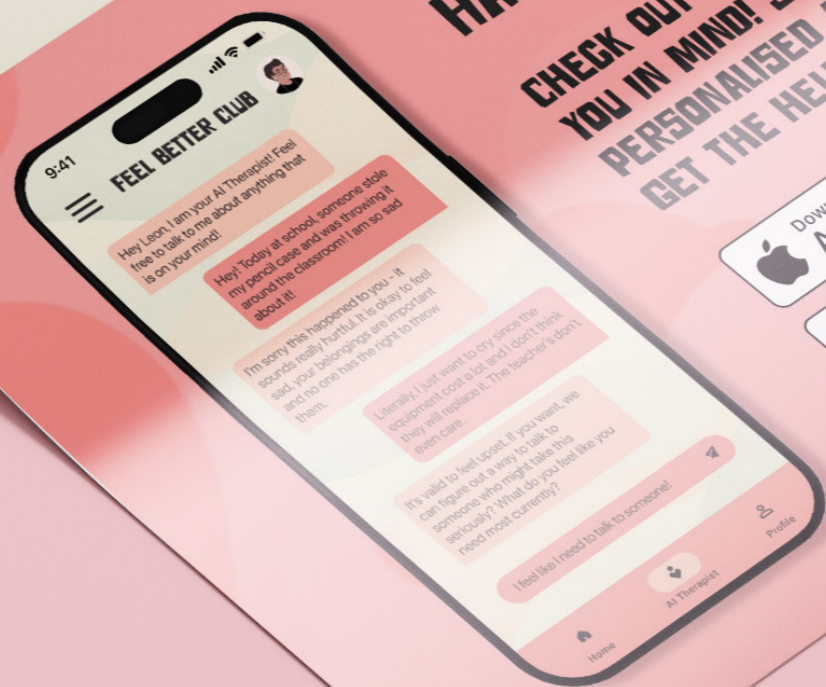 HA
CHECK OUT
YOU IN MIND!
PERSONALISED
GET THE HEL
9:41
FEEL BETTER CLUB
Hey Leon, I am your AI Therapist! Feel
free to talk to me about anything that
is on your mind!
Hey! Today at school, someone stole
my pencil case and was throwing it
around the classroom! I am so sad
about it!
I'm sorry this happened to you - it
sounds really hurtful. It is okay to feel
sad, your belongings are important
and no one has the right to throw
them.
Literally, I just want to cry since the
equipment cost a lot and I don't think
they will replace it. The teacher's don't
even care.
It's valid to feel upset. If you want, we
can figure out a way to talk to
someone who might take this
seriously? What do you feel like you
need most currently?
I feel like I need to talk to someone!
Home
AI Therapist
Profile
Dow
A